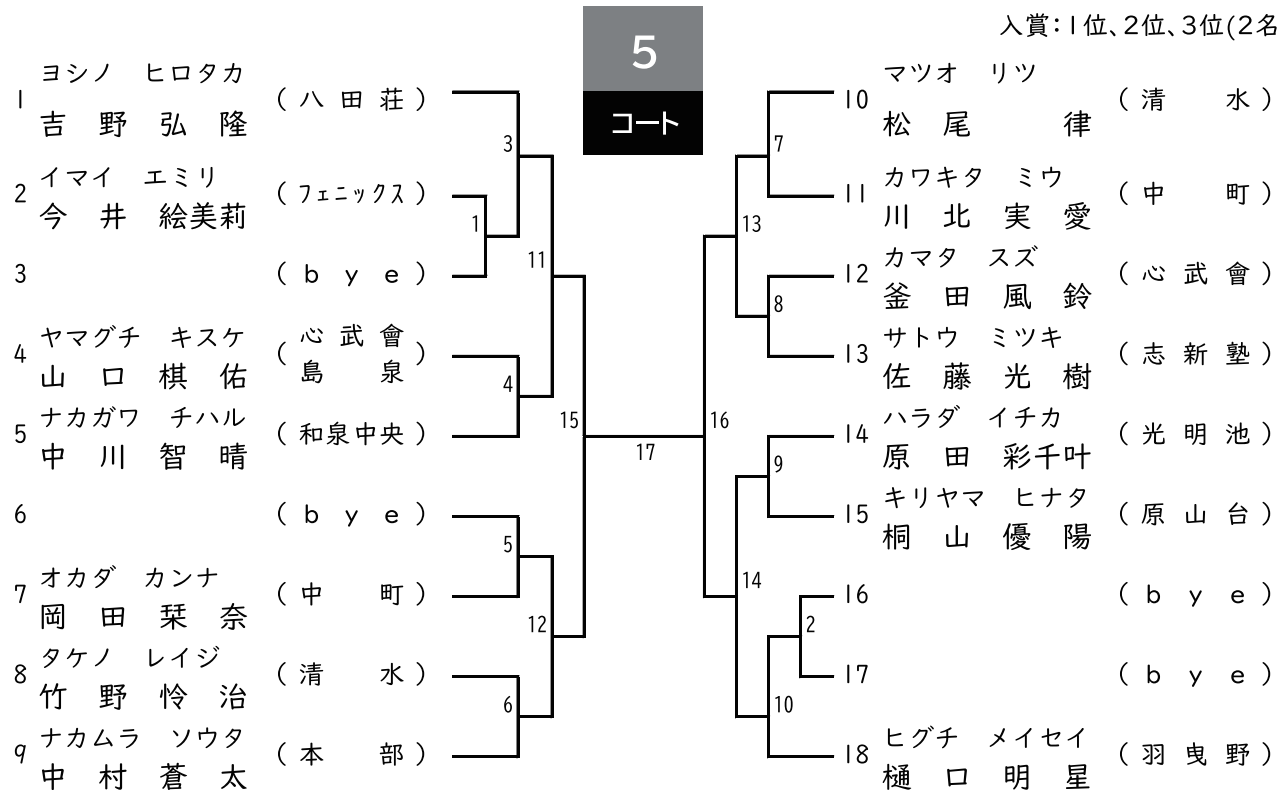 5
コート
入賞：1位、2位、3位(2名
ヨシノ ヒロタカ
1 吉野弘隆 (八田荘)
イマイ エミリ
2 今井絵美莉 (フェニックス)
3 (bye)
ヤマグチ キスケ
4 山口棋佑 (心武會島泉)
ナカガワ チハル
5 中川智晴 (和泉中央)
6 (bye)
オカダ カンナ
7 岡田栞奈 (中町)
タケノ レイジ
8 竹野怜治 (清水)
ナカムラ ソウタ
9 中村蒼太 (本部)
3
1
11
4
15
5
12
6
17
7
13
8
16
9
14
2
10
マツオ リツ
10 松尾律 (清水)
カワキタ ミウ
11 川北実愛 (中町)
カマタ スズ
12 釜田風鈴 (心武會)
サトウ ミツキ
13 佐藤光樹 (志新塾)
ハラダ イチカ
14 原田彩千叶 (光明池)
キリヤマ ヒナタ
15 桐山優陽 (原山台)
16 (bye)
17 (bye)
ヒグチ メイセイ
18 樋口明星 (羽曳野)